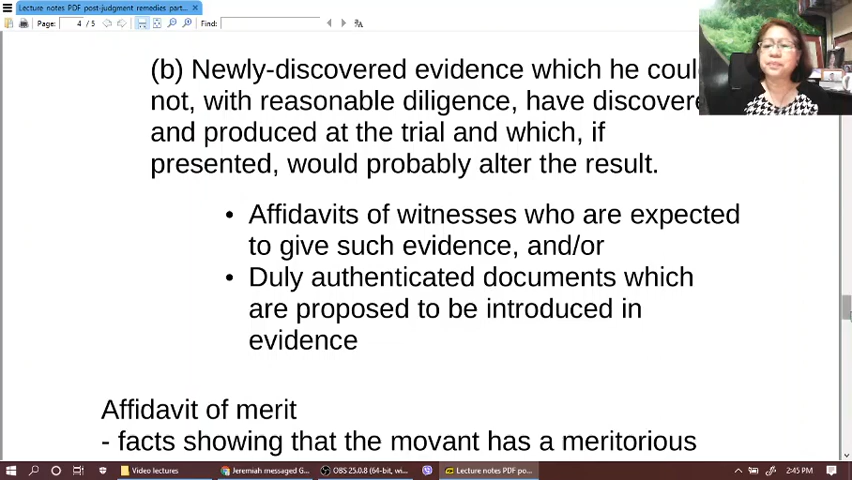 Lecture notes PDF post-judgment remedies part...
Page: 4 / 5 Find:
(b) Newly-discovered evidence which he
not, with reasonable diligence, have
and produced at the trial and which, if
presented, would probably alter the result.
• Affidavits of witnesses who are expected
to give such evidence, and/or
• Duly authenticated documents which
are proposed to be introduced in
evidence
Affidavit of merit
- facts showing that the movant has a meritorious
Video lectures Jeremiah messaged G... OBS 25.0.8 (64-bit, wi... Lecture notes PDF po... 2:45 PM